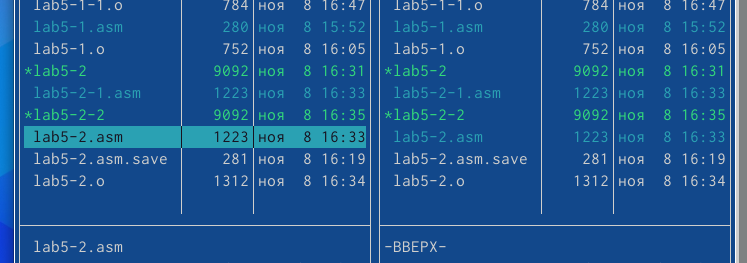 lab5-1-1.o 784 ноя 8 16:47
lab5-1.asm 280 ноя 8 15:52
lab5-1.o 752 ноя 8 16:05
*lab5-2 9092 ноя 8 16:31
lab5-2-1.asm 1223 ноя 8 16:33
*lab5-2-2 9092 ноя 8 16:35
lab5-2.asm 1223 ноя 8 16:33
lab5-2.asm.save 281 ноя 8 16:19
lab5-2.o 1312 ноя 8 16:34
lab5-2.asm
lab5-1-1.o 784 ноя 8 16:47
lab5-1.asm 280 ноя 8 15:52
lab5-1.o 752 ноя 8 16:05
*lab5-2 9092 ноя 8 16:31
lab5-2-1.asm 1223 ноя 8 16:33
*lab5-2-2 9092 ноя 8 16:35
lab5-2.asm 1223 ноя 8 16:33
lab5-2.asm.save 281 ноя 8 16:19
lab5-2.o 1312 ноя 8 16:34
-ВВЕРХ-